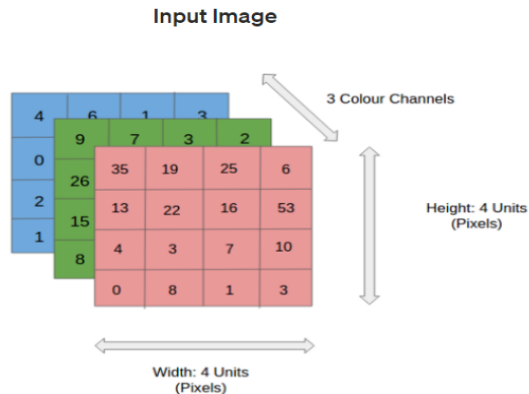 Input Image
3 Colour Channels
4 6 1 3
9 7 3 2
0
35 19 25 6
26
2
13 22 16 53
15
Height: 4 Units
(Pixels)
1
4 3 7 10
8
0 8 1 3
Width: 4 Units
(Pixels)